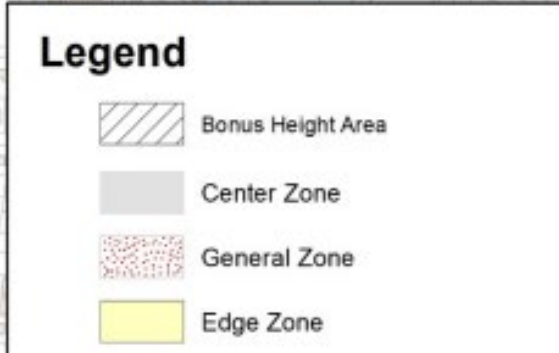 Legend
Bonus Height Area
Center Zone
General Zone
Edge Zone